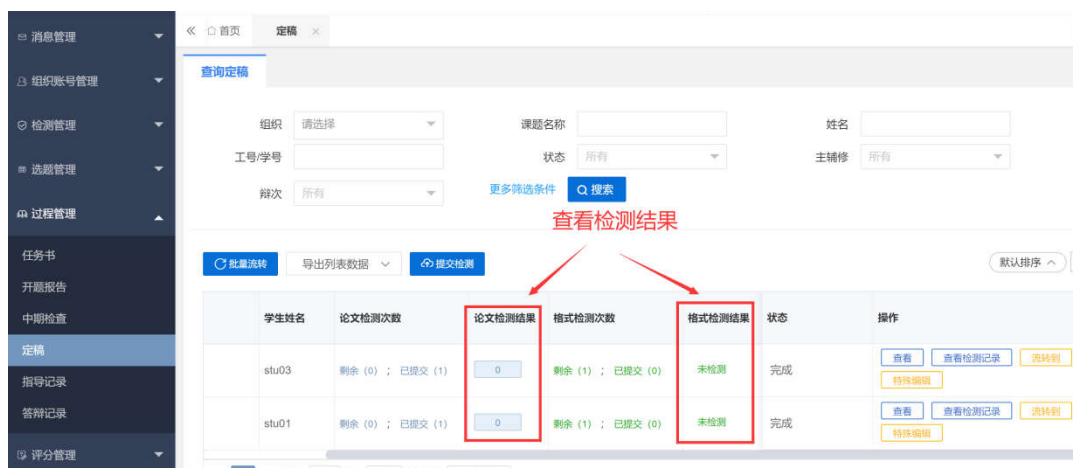 消息管理
组织账号管理
检测管理
选题管理
过程管理
任务书
开题报告
中期检查
定稿
指导记录
答辩记录
评分管理
« 首页 定稿 ×
查询定稿
组织 请选择 课题名称 姓名
工号/学号 状态 所有 主辅修 所有
辩次 所有 更多筛选条件 搜索
查看检测结果
批量流转 导出列表数据 提交检测 默认排序
学生姓名 论文检测次数 论文检测结果 格式检测次数 格式检测结果 状态 操作
stu03 剩余 (0) ; 已提交 (1) 0 剩余 (1) ; 已提交 (0) 未检测 完成 查看 查看检测记录 流转到
特殊编辑
stu01 剩余 (0) ; 已提交 (1) 0 剩余 (1) ; 已提交 (0) 未检测 完成 查看 查看检测记录 流转到
特殊编辑